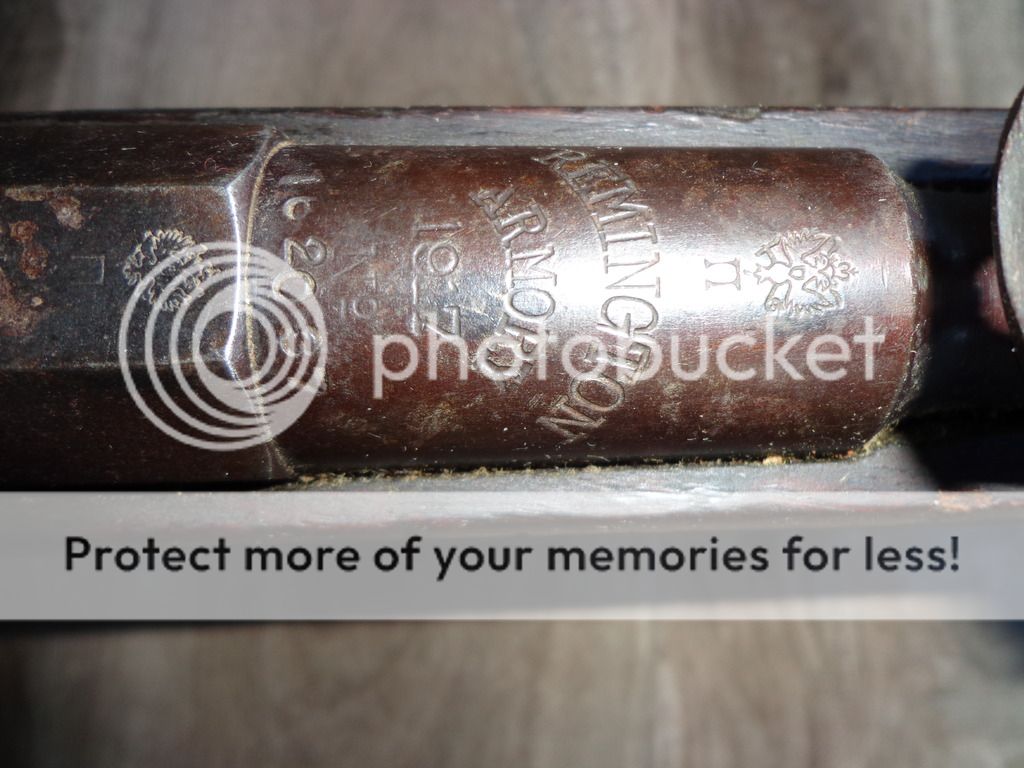 П
REMINGTON
ARMORY
1917
photobucket
Protect more of your memories for less!